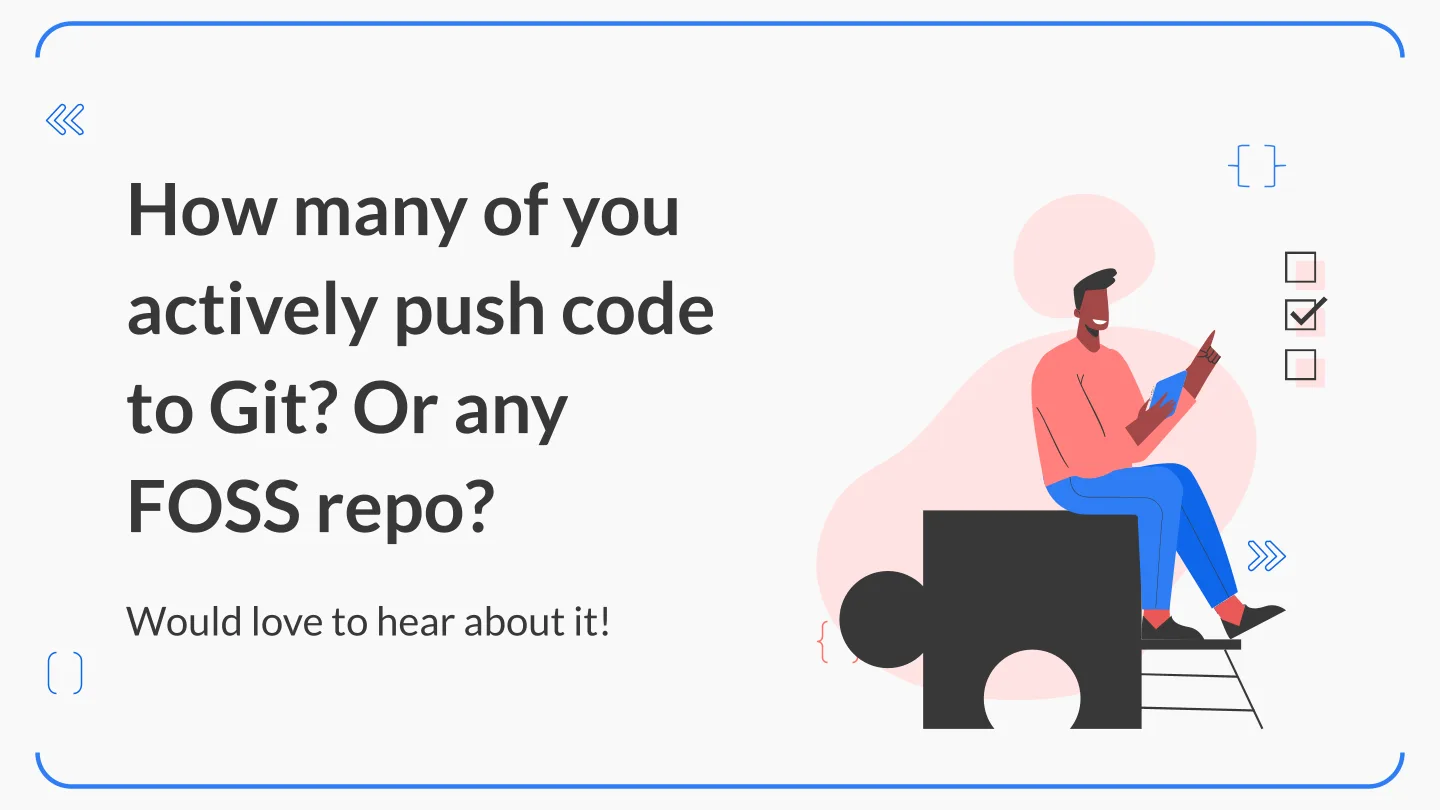 How many of you
actively push code
to Git? Or any
FOSS repo?
Would love to hear about it!